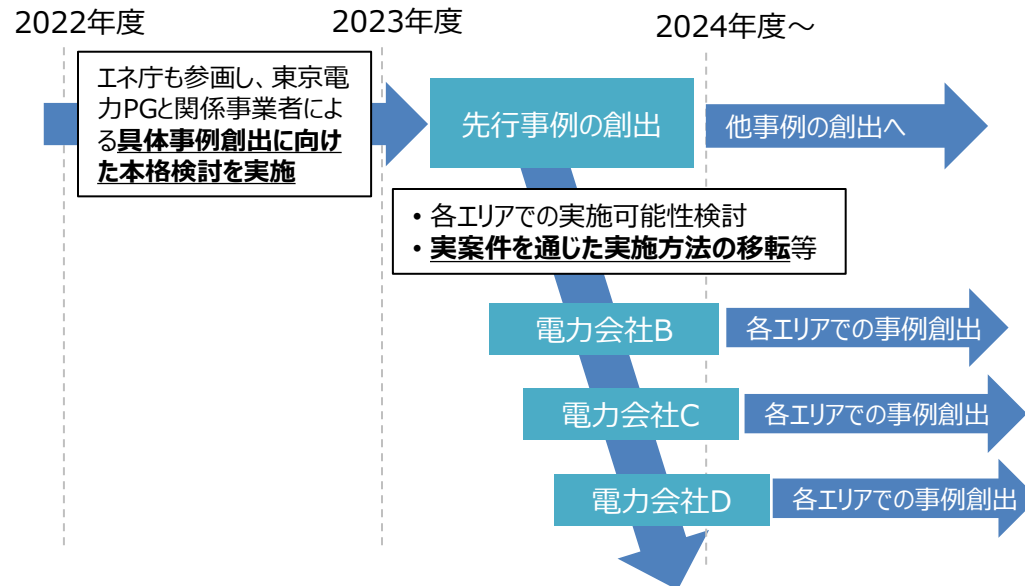 2022年度
2023年度
2024年度～
エネ庁も参画し、東京電
力PGと関係事業者によ
る具体事例創出に向け
た本格検討を実施
先行事例の創出
他事例の創出へ
・各エリアでの実施可能性検討
・実案件を通じた実施方法の移転等
電力会社B
各エリアでの事例創出
電力会社C
各エリアでの事例創出
電力会社D
各エリアでの事例創出